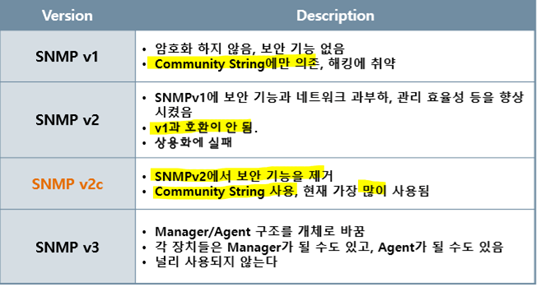 Version
Description
SNMP v1
• 암호화 하지 않음, 보안 기능 없음
• Community String에만 의존, 해킹에 취약
SNMP v2
• SNMPv1에 보안 기능과 네트워크 과부하, 관리 효율성 등을 향상
시켰음
• v1과 호환이 안 됨.
• 상용화에 실패
SNMP v2c
• SNMPv2에서 보안 기능을 제거
• Community String 사용, 현재 가장 많이 사용됨
SNMP v3
• Manager/Agent 구조를 개체로 바꿈
• 각 장치들은 Manager가 될 수도 있고, Agent가 될 수도 있음
• 널리 사용되지 않는다